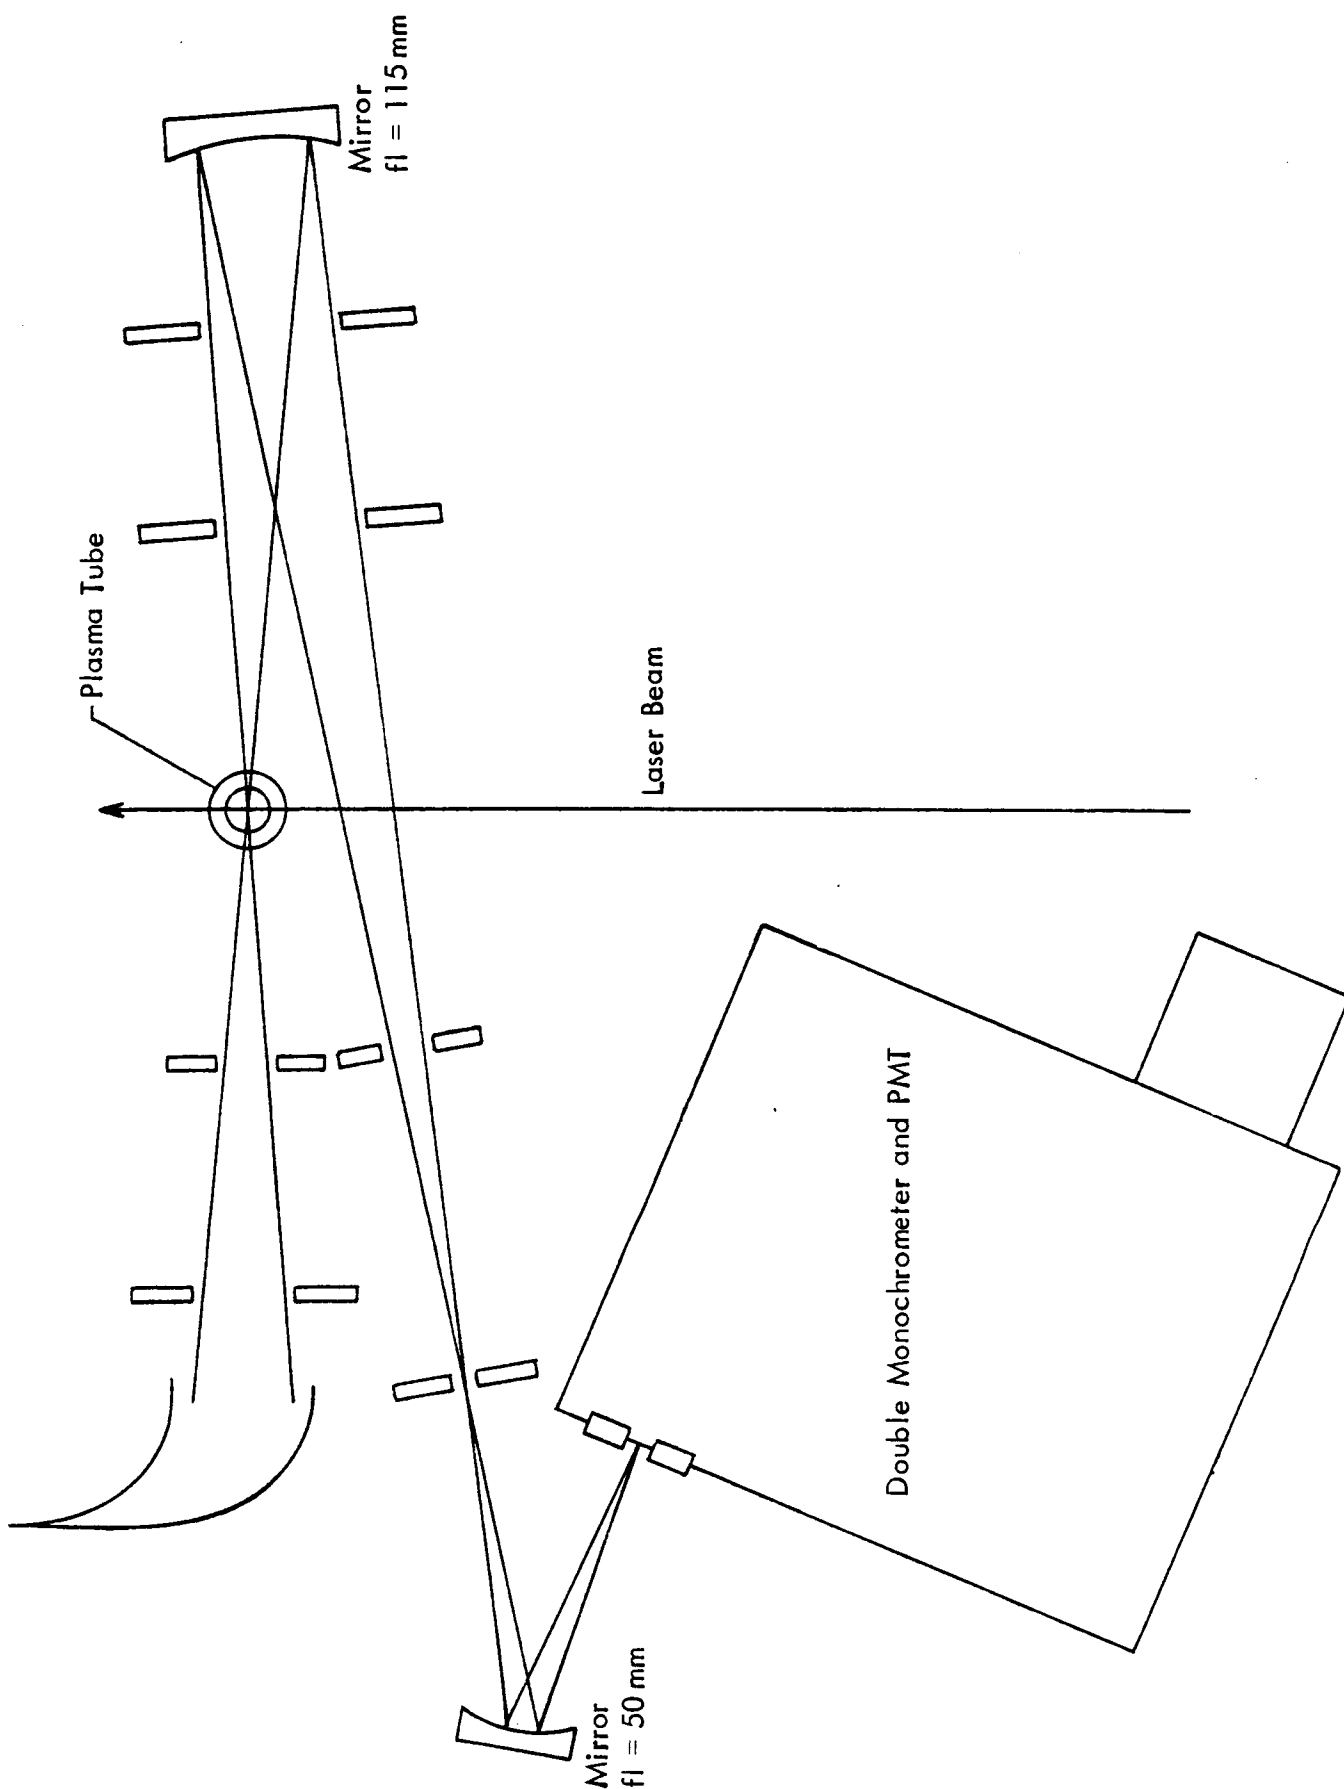 Plasma Tube
Mirror
fl = 115 mm
Laser Beam
Double Monochrometer and PMT
Mirror
fl = 50 mm